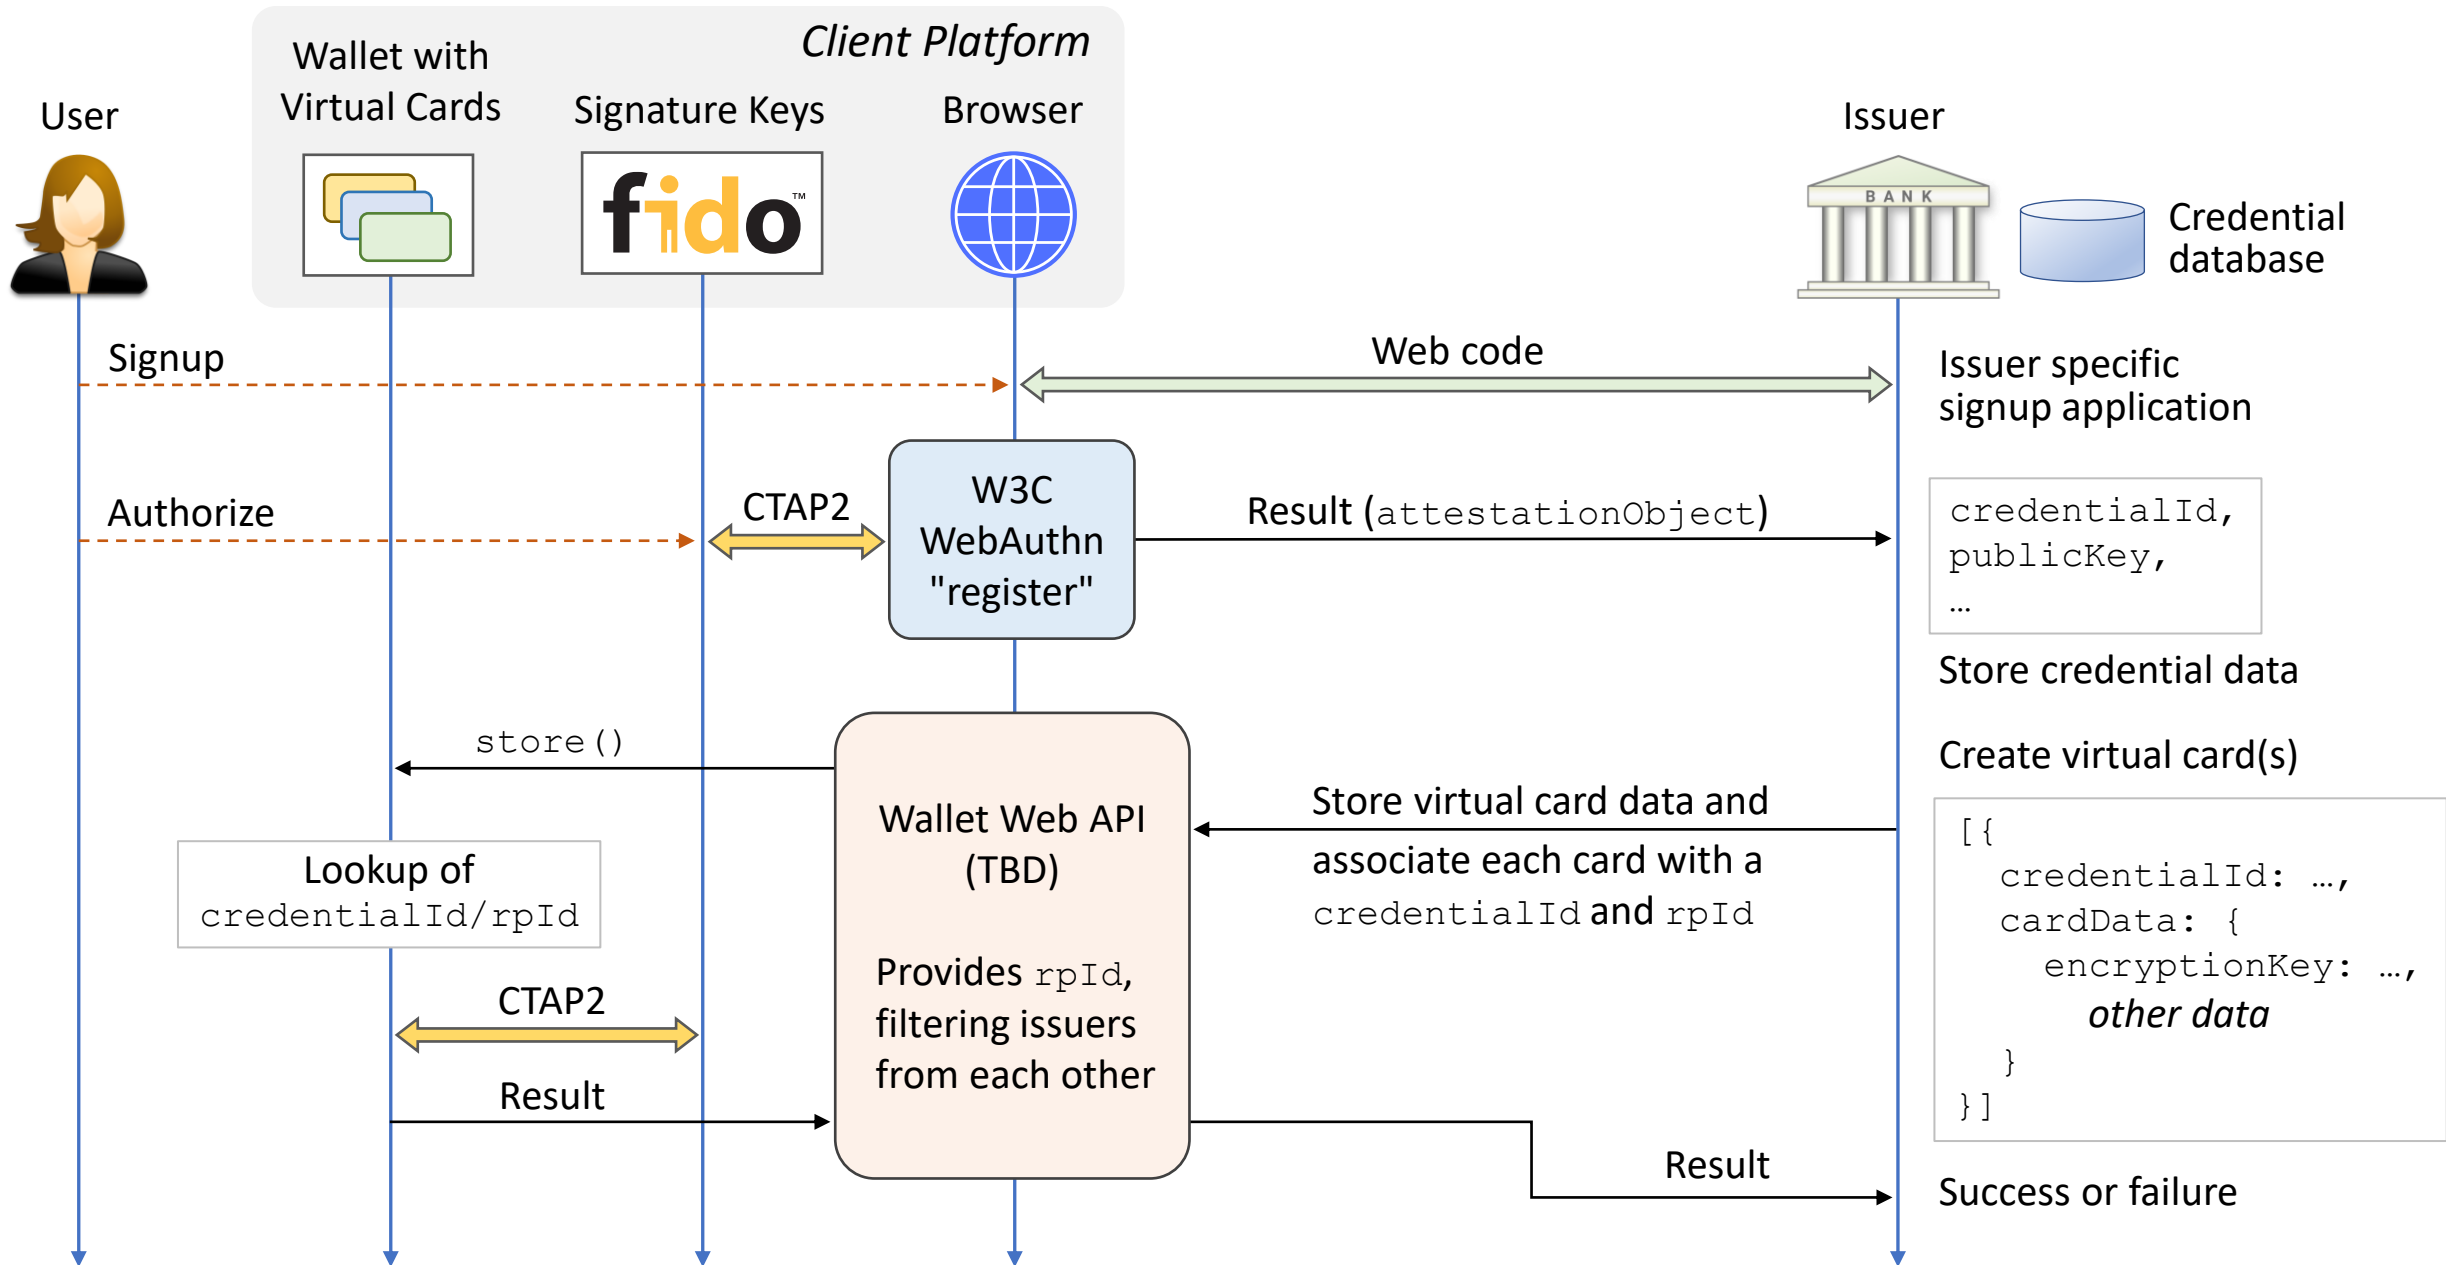 Client Platform
Wallet with
Virtual Cards
User
Signature Keys
Browser
Issuer
fido™
BANK
Credential
database
Signup
Web code
Issuer specific
signup application
Authorize
CTAP2
W3C
WebAuthn
"register"
Result (attestationObject)
credentialId,
publicKey,
…
Store credential data
store()
Create virtual card(s)
Wallet Web API
(TBD)
Provides rpId,
filtering issuers
from each other
Store virtual card data and
associate each card with a
credentialId and rpId
[{
credentialId: …,
cardData: {
encryptionKey: …,
other data
}
}]
Lookup of
credentialId/rpId
CTAP2
Result
Result
Success or failure